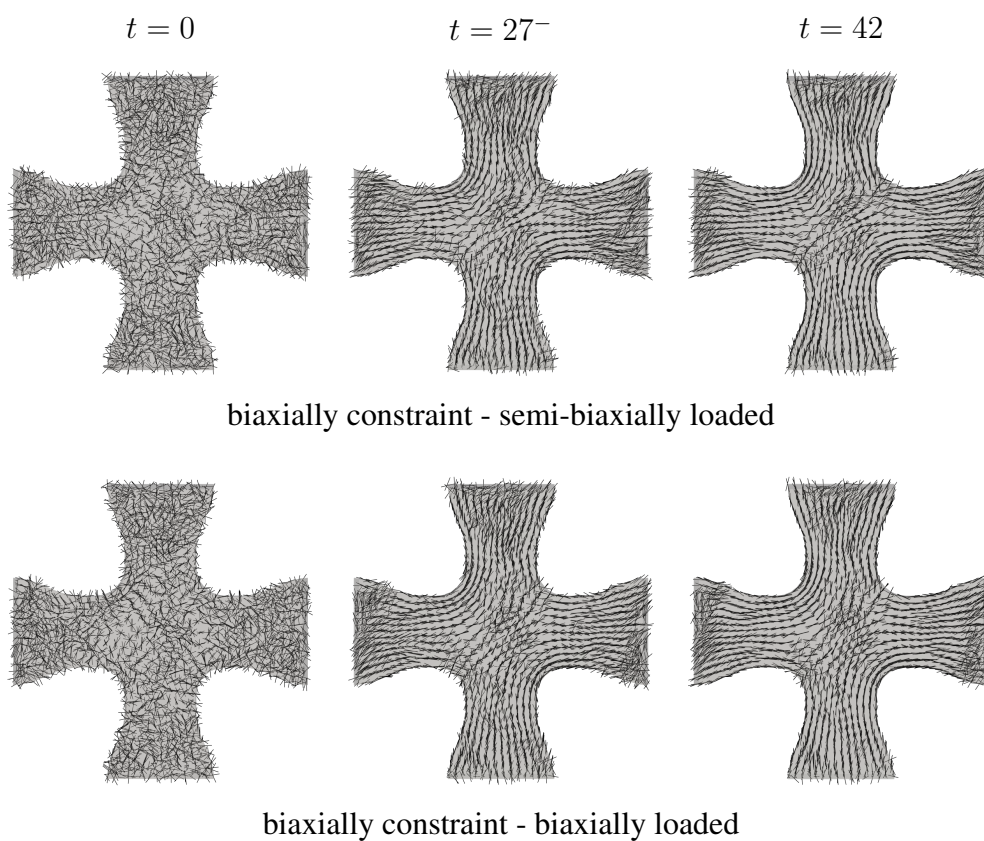 t = 0 t = 27⁻ t = 42
biaxially constraint - semi-biaxially loaded
biaxially constraint - biaxially loaded